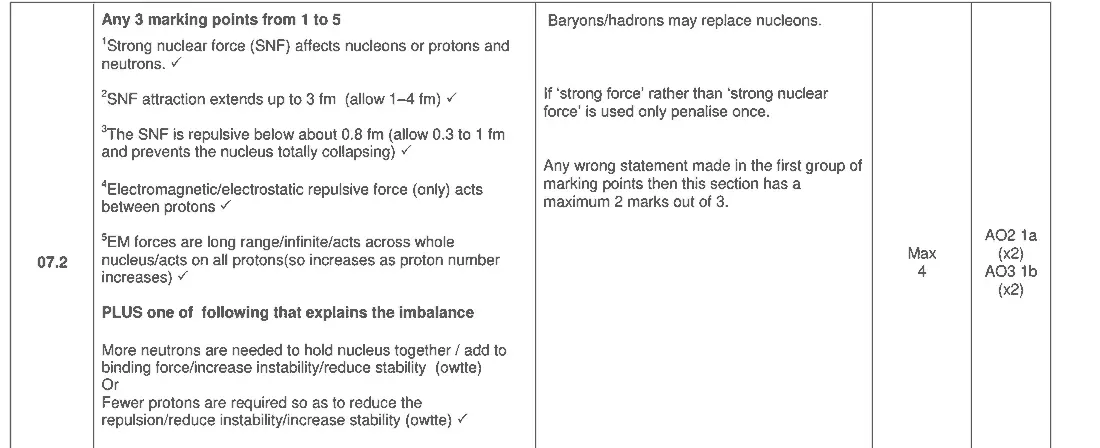 Any 3 marking points from 1 to 5
¹Strong nuclear force (SNF) affects nucleons or protons and
neutrons. ✓
²SNF attraction extends up to 3 fm (allow 1–4 fm) ✓
³The SNF is repulsive below about 0.8 fm (allow 0.3 to 1 fm
and prevents the nucleus totally collapsing) ✓
⁴Electromagnetic/electrostatic repulsive force (only) acts
between protons ✓
⁵EM forces are long range/infinite/acts across whole
nucleus/acts on all protons(so increases as proton number
increases) ✓
PLUS one of following that explains the imbalance
More neutrons are needed to hold nucleus together / add to
binding force/increase instability/reduce stability (owtte)
Or
Fewer protons are required so as to reduce the
repulsion/reduce instability/increase stability (owtte) ✓
Baryons/hadrons may replace nucleons.
If 'strong force' rather than 'strong nuclear
force' is used only penalise once.
Any wrong statement made in the first group of
marking points then this section has a
maximum 2 marks out of 3.
07.2
Max
4
AO2 1a
(x2)
AO3 1b
(x2)